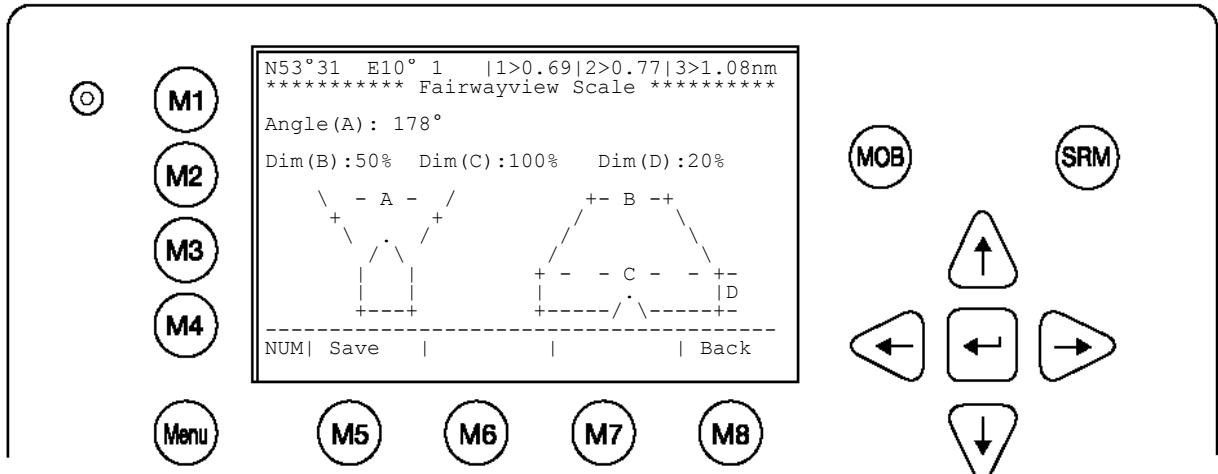 N53°31 E10° 1 |1>0.69|2>0.77|3>1.08nm
*********** Fairwayview Scale **********
Angle(A): 178°
Dim(B):50% Dim(C):100% Dim(D):20%
A
B
C
D
NUM| Save | | | Back
M1
M2
M3
M4
Menu
M5
M6
M7
M8
MOB
SRM